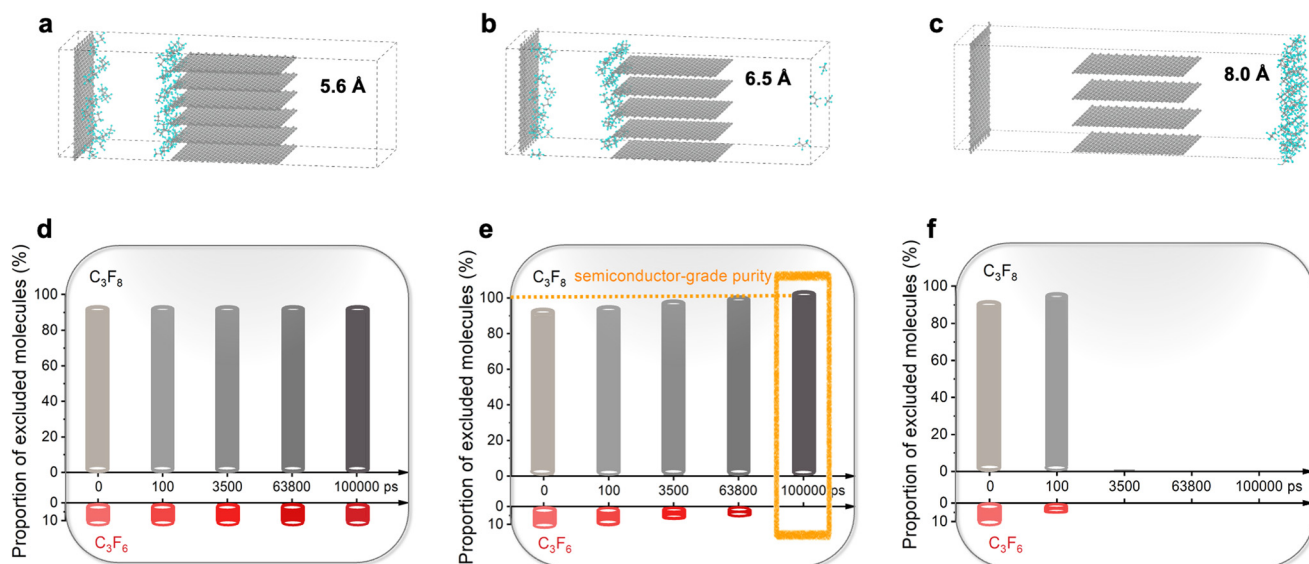 a
5.6 Å
b
6.5 Å
c
8.0 Å
d
Proportion of excluded molecules (%)
C₃F₈
100
80
60
40
20
0
0 100 3500 63800 100000 ps
0
10
C₃F₆
e
Proportion of excluded molecules (%)
C₃F₈ semiconductor-grade purity
100
80
60
40
20
0
0 100 3500 63800 100000 ps
0
10
C₃F₆
f
Proportion of excluded molecules (%)
C₃F₈
100
80
60
40
20
0
0 100 3500 63800 100000 ps
0
10
C₃F₆